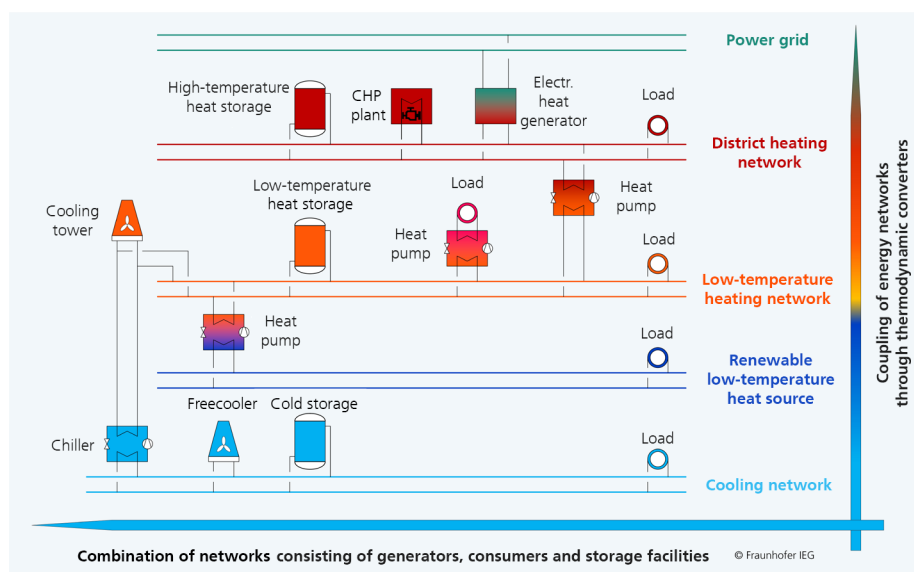 Power grid
High-temperature
heat storage
CHP
plant
Electr.
heat
generator
Load
District heating
network
Low-temperature
heat storage
Load
Heat
pump
Cooling
tower
Heat
pump
Load
Low-temperature
heating network
Heat
pump
Load
Renewable
low-temperature
heat source
Freecooler
Cold storage
Chiller
Load
Cooling network
Coupling of energy networks
through thermodynamic converters
Combination of networks consisting of generators, consumers and storage facilities
© Fraunhofer IEG